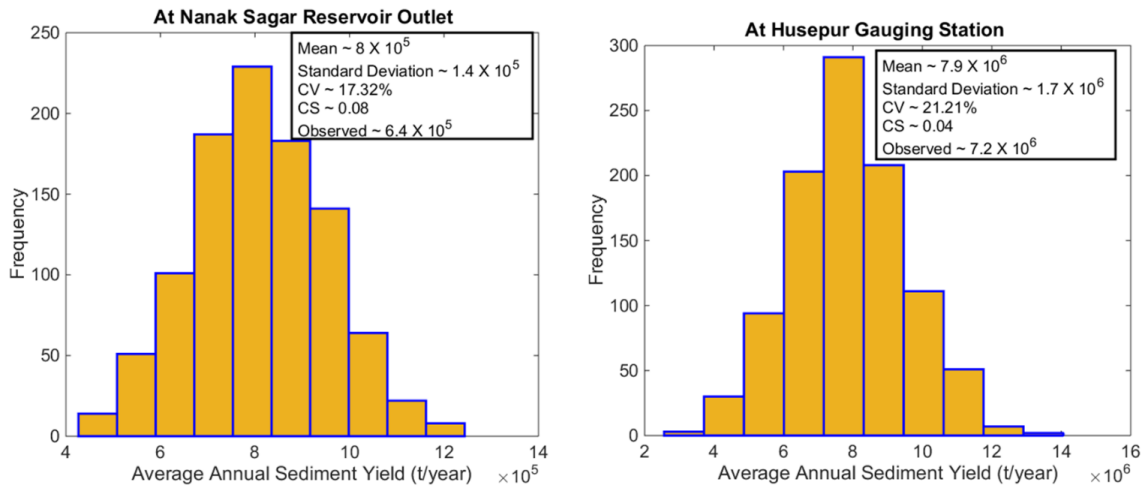 At Nanak Sagar Reservoir Outlet
250
200
150
100
50
0
Frequency
Mean ~ 8 X 10^5
Standard Deviation ~ 1.4 X 10^5
CV ~ 17.32%
CS ~ 0.08
Observed ~ 6.4 X 10^5
4 6 8 10 12 14
Average Annual Sediment Yield (t/year) ×10^5
At Husepur Gauging Station
300
250
200
150
100
50
0
Frequency
Mean ~ 7.9 X 10^6
Standard Deviation ~ 1.7 X 10^6
CV ~ 21.21%
CS ~ 0.04
Observed ~ 7.2 X 10^6
2 4 6 8 10 12 14 16
Average Annual Sediment Yield (t/year) ×10^6